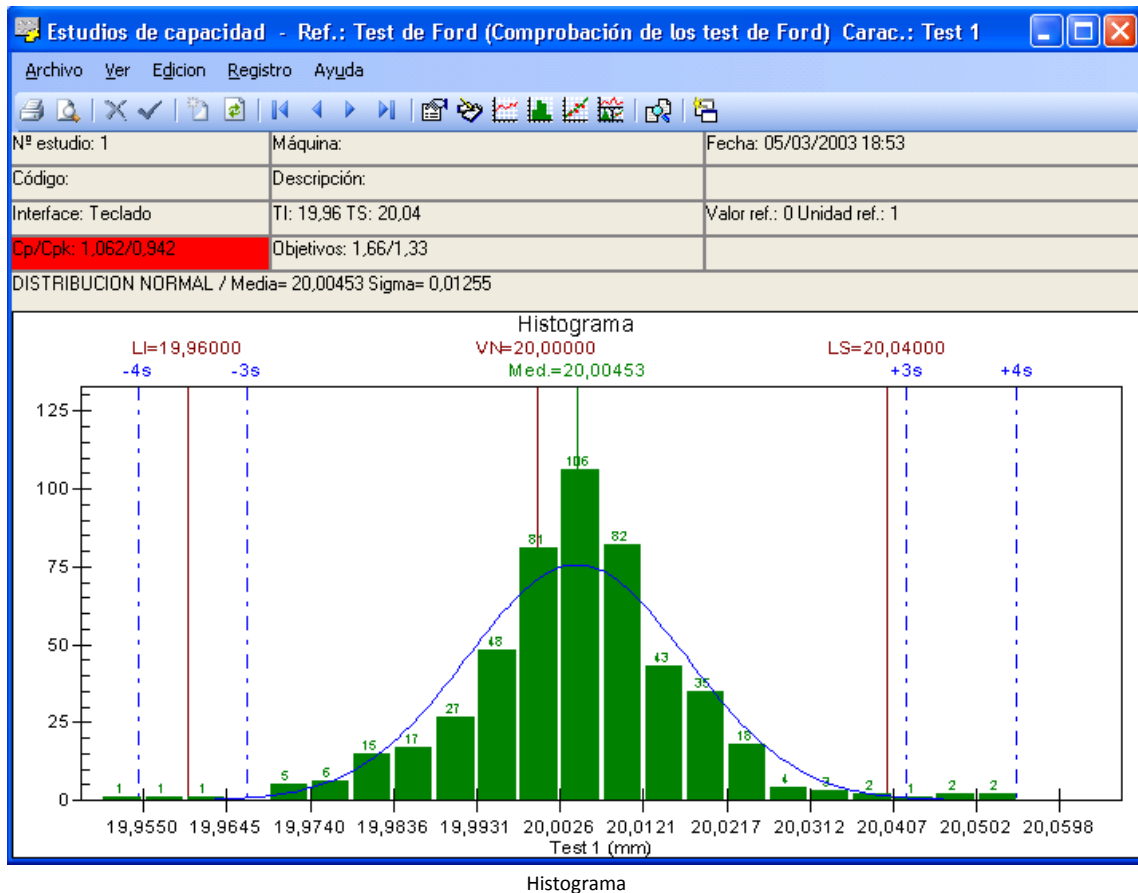 Estudios de capacidad - Ref.: Test de Ford (Comprobación de los test de Ford) Carac.: Test 1
Archivo Ver Edicion Registro Ayuda
Nº estudio: 1 Máquina: Fecha: 05/03/2003 18:53
Código: Descripción:
Interface: Teclado TI: 19,96 TS: 20,04 Valor ref.: 0 Unidad ref.: 1
Cp/Cpk: 1,062/0,942 Objetivos: 1,66/1,33
DISTRIBUCION NORMAL / Media= 20,00453 Sigma= 0,01255
Histograma
LI=19,96000 VN=20,00000 LS=20,04000
-4s -3s Med.=20,00453 +3s +4s
125
100
75
50
25
0
1 1 1 5 6 15 17 27 48 81 106 82 43 35 18 4 3 2 1 2 2
19,9550 19,9645 19,9740 19,9836 19,9931 20,0026 20,0121 20,0217 20,0312 20,0407 20,0502 20,0598
Test 1 (mm)
Histograma